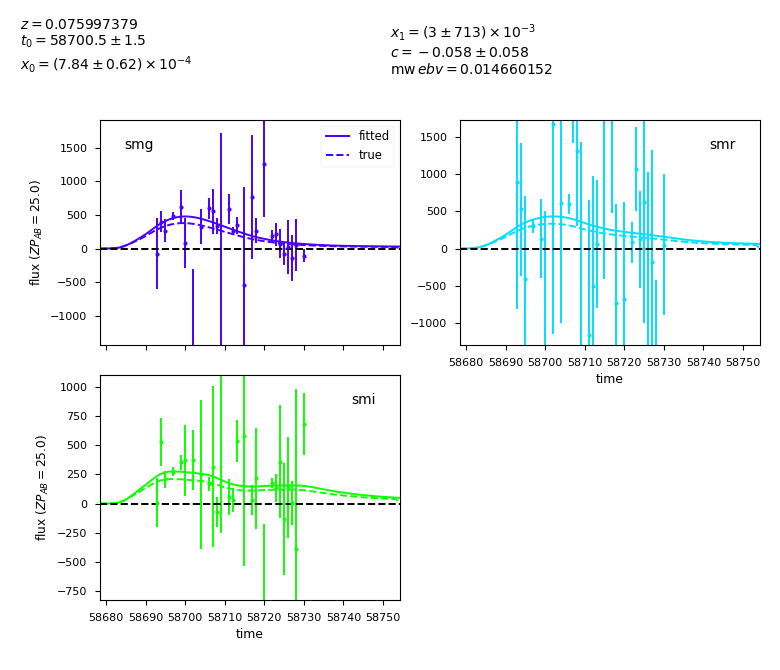 z = 0.075997379
t₀ = 58700.5 ± 1.5
x₀ = (7.84 ± 0.62) × 10⁻⁴
x₁ = (3 ± 713) × 10⁻³
c = −0.058 ± 0.058
mw ebv = 0.014660152
smg
fitted
true
1500
1000
500
0
−500
−1000
flux (ZP_AB = 25.0)
smr
1500
1000
500
0
−500
−1000
58680 58690 58700 58710 58720 58730 58740 58750
time
smi
1000
750
500
250
0
−250
−500
−750
flux (ZP_AB = 25.0)
58680 58690 58700 58710 58720 58730 58740 58750
time